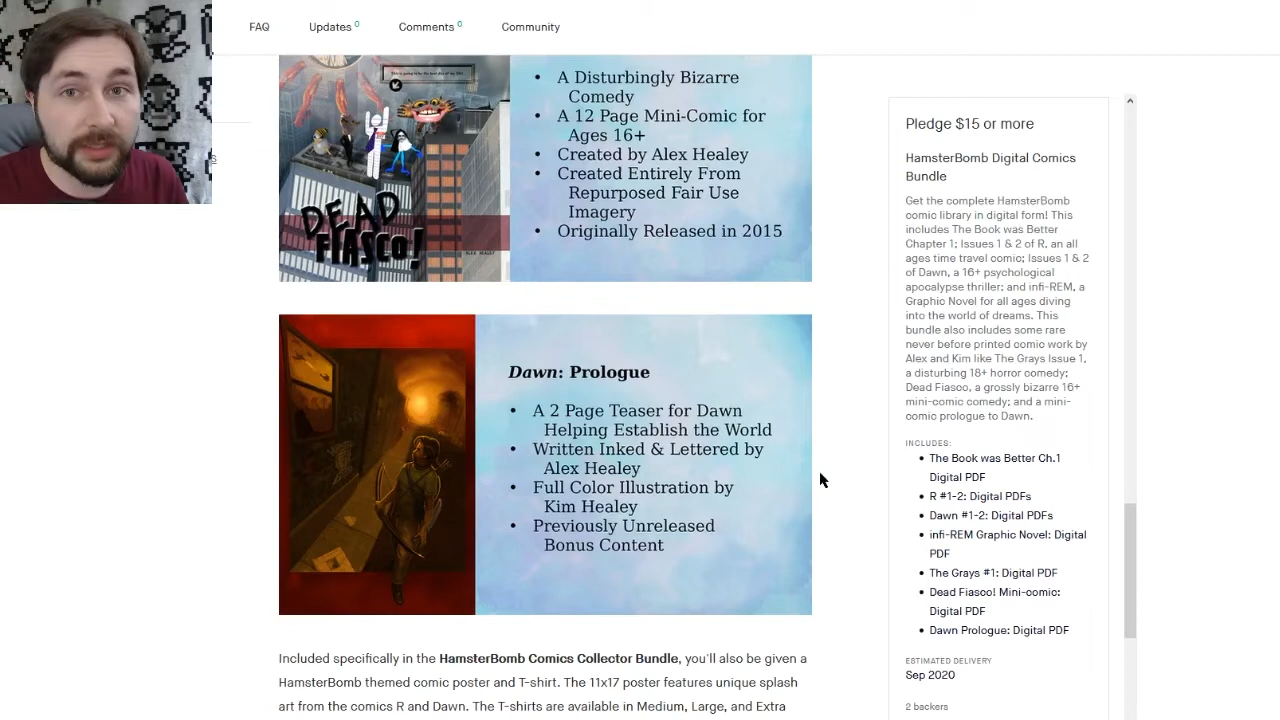 FAQ
Updates 0
Comments 0
Community
DEAD
FIASCO!
ALEX HEALEY
• A Disturbingly Bizarre
Comedy
• A 12 Page Mini-Comic for
Ages 16+
• Created by Alex Healey
• Created Entirely From
Repurposed Fair Use
Imagery
• Originally Released in 2015
Dawn: Prologue
• A 2 Page Teaser for Dawn
Helping Establish the World
• Written Inked & Lettered by
Alex Healey
• Full Color Illustration by
Kim Healey
• Previously Unreleased
Bonus Content
Included specifically in the HamsterBomb Comics Collector Bundle, you'll also be given a
HamsterBomb themed comic poster and T-shirt. The 11x17 poster features unique splash
art from the comics R and Dawn. The T-shirts are available in Medium, Large, and Extra
Pledge $15 or more
HamsterBomb Digital Comics
Bundle
Get the complete HamsterBomb
comic library in digital form! This
includes The Book was Better
Chapter 1; Issues 1 & 2 of R, an all
ages time travel comic; Issues 1 & 2
of Dawn, a 16+ psychological
apocalypse thriller; and infi-REM, a
Graphic Novel for all ages diving
into the world of dreams. This
bundle also includes some rare
never before printed comic work by
Alex and Kim like The Grays Issue 1,
a disturbing 18+ horror comedy;
Dead Fiasco, a grossly bizarre 16+
mini-comic comedy; and a mini-
comic prologue to Dawn.
INCLUDES:
• The Book was Better Ch.1
Digital PDF
• R #1-2: Digital PDFs
• Dawn #1-2: Digital PDFs
• infi-REM Graphic Novel: Digital
PDF
• The Grays #1: Digital PDF
• Dead Fiasco! Mini-comic:
Digital PDF
• Dawn Prologue: Digital PDF
ESTIMATED DELIVERY
Sep 2020
2 backers